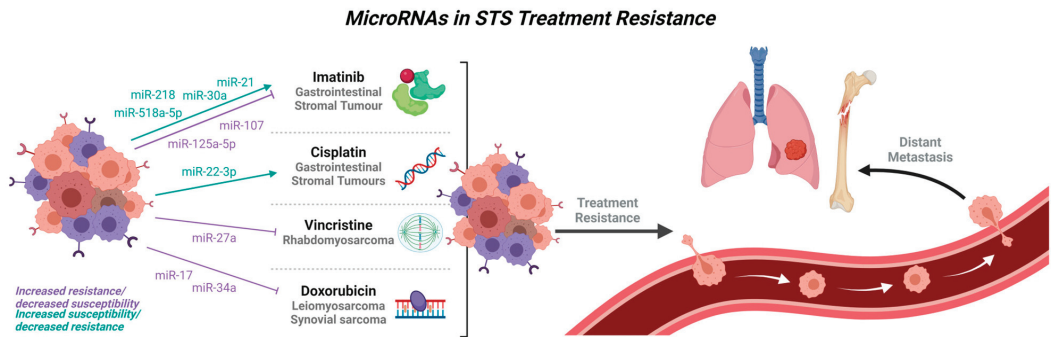 MicroRNAs in STS Treatment Resistance
miR-21
miR-218
miR-30a
miR-518a-5p
miR-107
miR-125a-5p
Imatinib
Gastrointestinal
Stromal Tumour
miR-22-3p
Cisplatin
Gastrointestinal
Stromal Tumours
miR-27a
Vincristine
Rhabdomyosarcoma
miR-17
miR-34a
Doxorubicin
Leiomyosarcoma
Synovial sarcoma
Increased resistance/
decreased susceptibility
Increased susceptibility/
decreased resistance
Treatment
Resistance
Distant
Metastasis